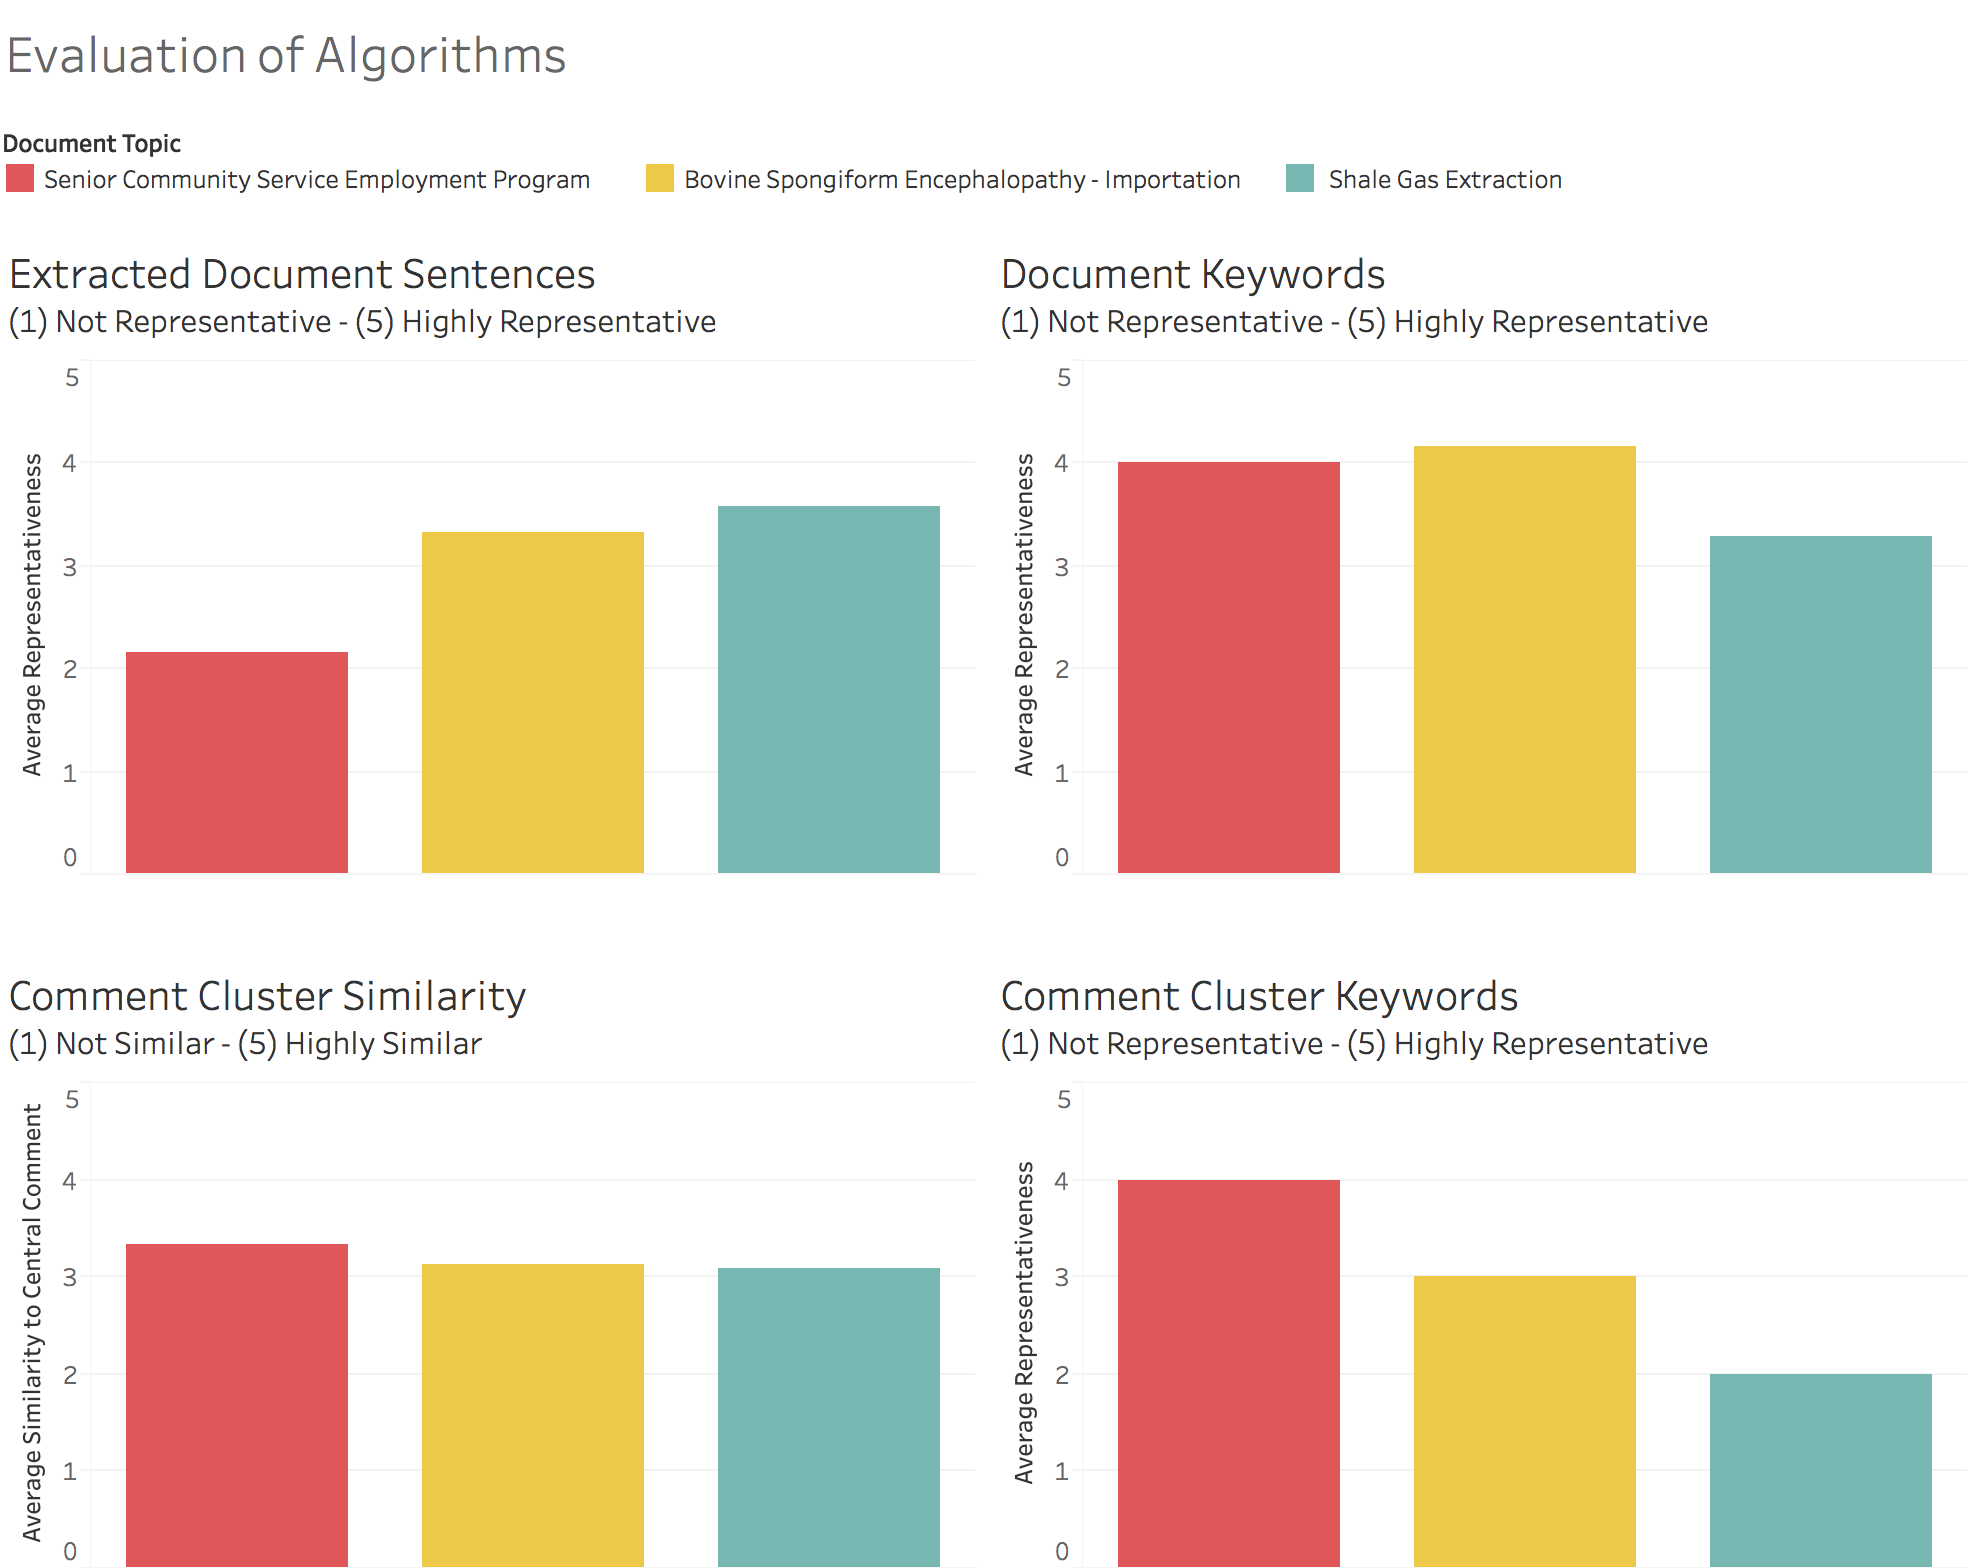 Evaluation of Algorithms
Document Topic
Senior Community Service Employment Program
Bovine Spongiform Encephalopathy - Importation
Shale Gas Extraction
Extracted Document Sentences
(1) Not Representative - (5) Highly Representative
Average Representativeness
5
4
3
2
1
0
Document Keywords
(1) Not Representative - (5) Highly Representative
Average Representativeness
5
4
3
2
1
0
Comment Cluster Similarity
(1) Not Similar - (5) Highly Similar
Average Similarity to Central Comment
5
4
3
2
1
0
Comment Cluster Keywords
(1) Not Representative - (5) Highly Representative
Average Representativeness
5
4
3
2
1
0